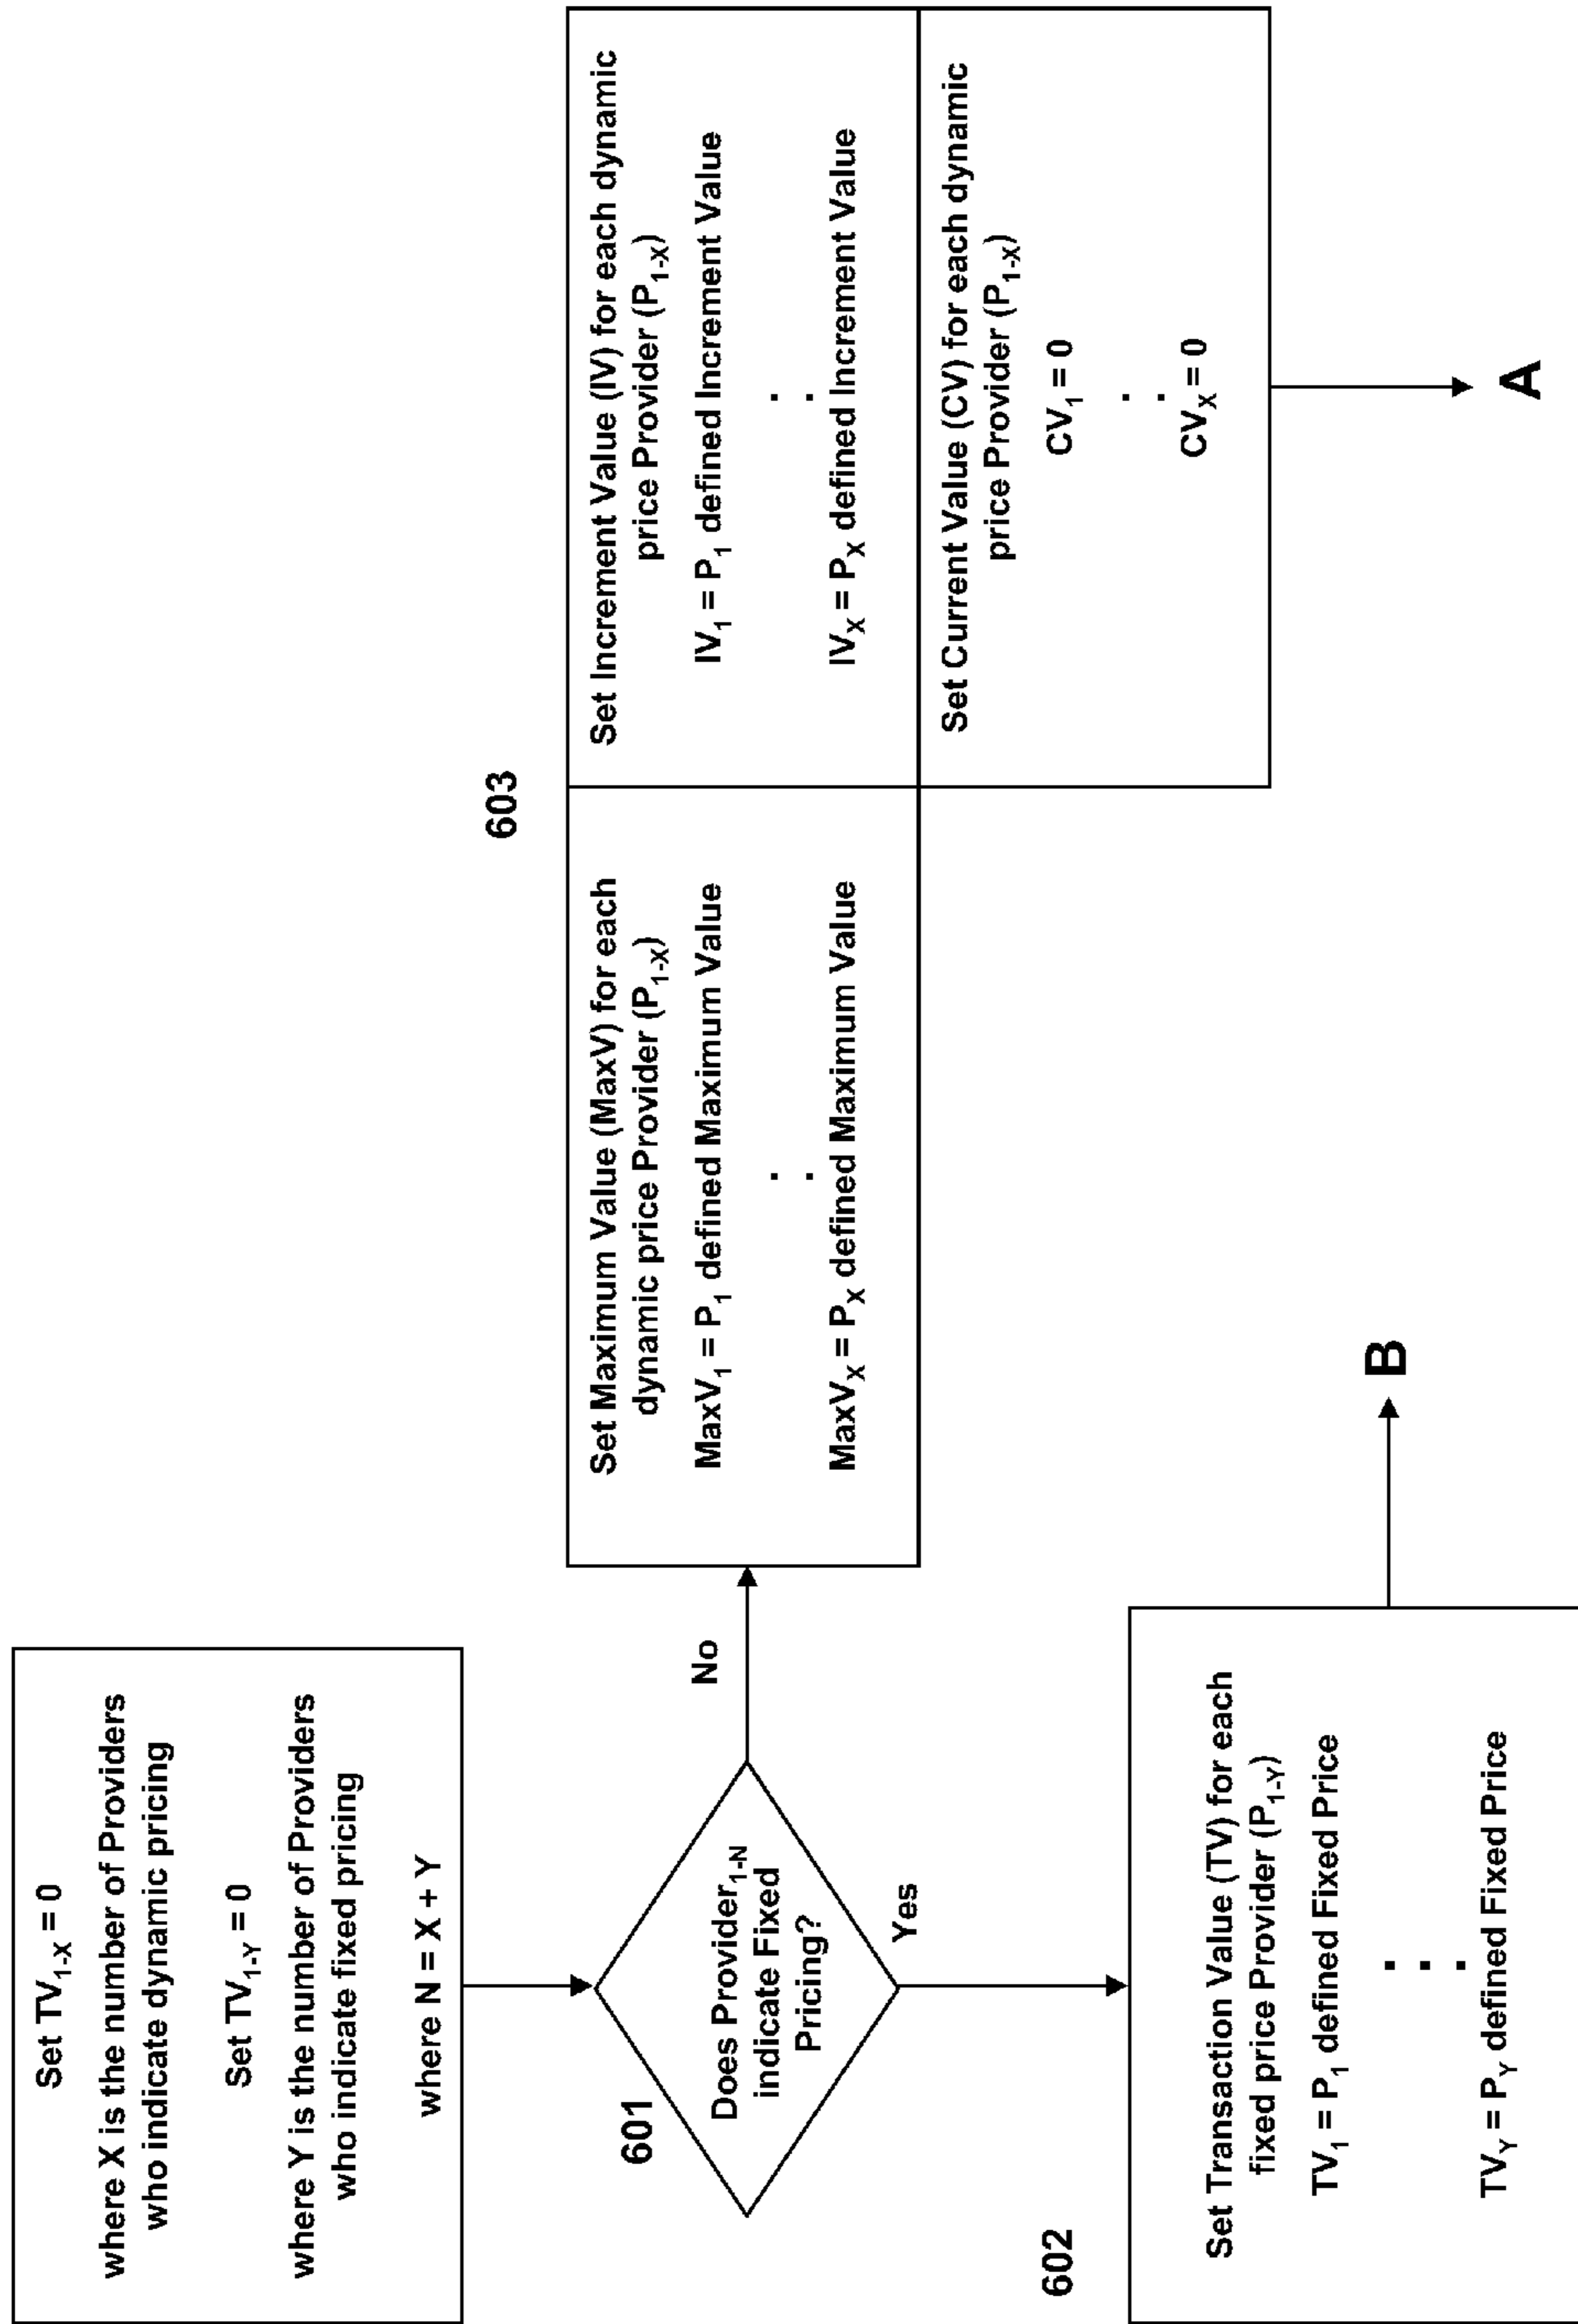 Set TV₁₋ₓ = 0
where X is the number of Providers
who indicate dynamic pricing
Set TV₁₋Y = 0
where Y is the number of Providers
who indicate fixed pricing
where N = X + Y
601
Does Provider₁₋N
indicate Fixed
Pricing?
No
Yes
603
Set Maximum Value (MaxV) for each
dynamic price Provider (P₁₋X)
MaxV₁ = P₁ defined Maximum Value
:
MaxVX = PX defined Maximum Value
Set Increment Value (IV) for each dynamic
price Provider (P₁₋X)
IV₁ = P₁ defined Increment Value
:
IVX = PX defined Increment Value
Set Current Value (CV) for each dynamic
price Provider (P₁₋X)
CV₁ = 0
:
CVX = 0
A
602
Set Transaction Value (TV) for each
fixed price Provider (P₁₋Y)
TV₁ = P₁ defined Fixed Price
⋮
TVY = PY defined Fixed Price
B